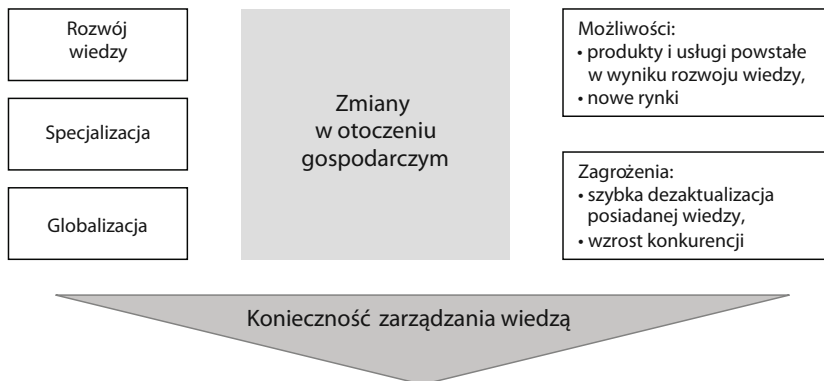 Rozwój
wiedzy
Specjalizacja
Globalizacja
Zmiany
w otoczeniu
gospodarczym
Możliwości:
• produkty i usługi powstałe
w wyniku rozwoju wiedzy,
• nowe rynki
Zagrożenia:
• szybka dezaktualizacja
posiadanej wiedzy,
• wzrost konkurencji
Konieczność zarządzania wiedzą